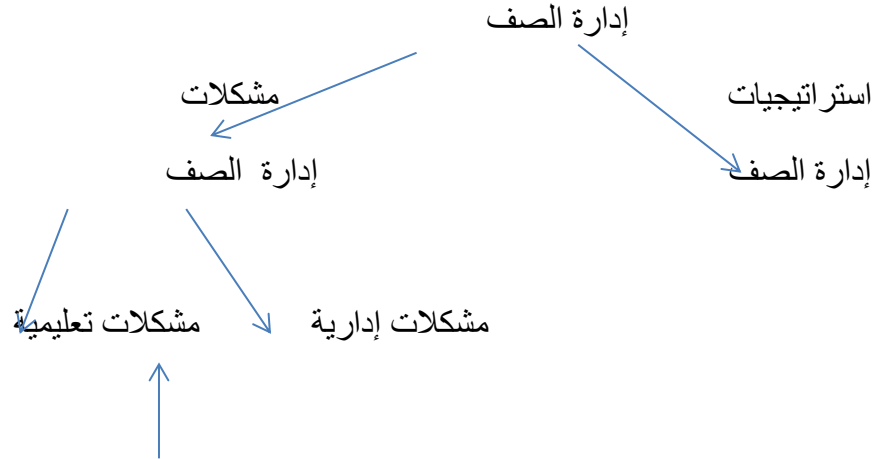 إدارة الصف
استراتيجيات مشكلات
إدارة الصف إدارة الصف
مشكلات إدارية مشكلات تعليمية